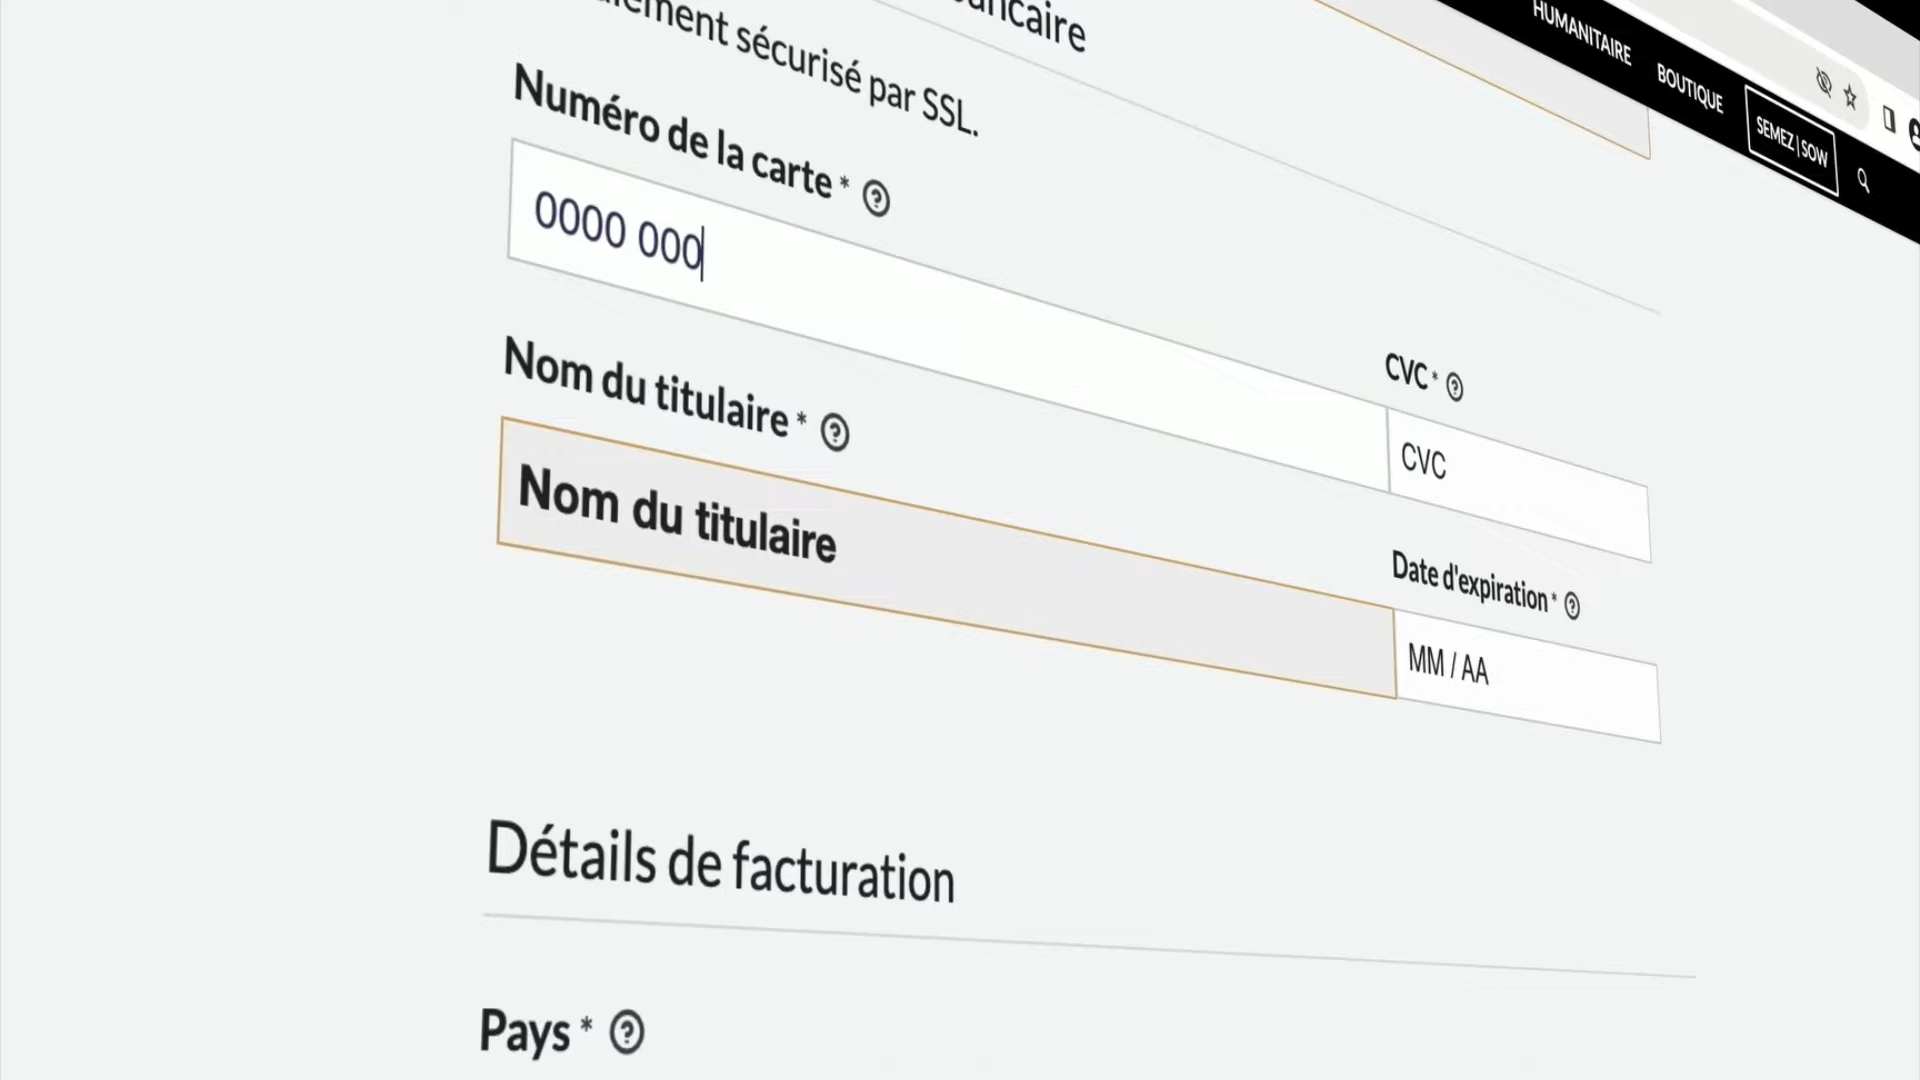 HUMANITAIRE
BOUTIQUE
SEMEZ | SOW
sécurisé par SSL.
Numéro de la carte *
0000 000
CVC *
CVC
Nom du titulaire *
Nom du titulaire
Date d'expiration *
MM / AA
Détails de facturation
Pays *